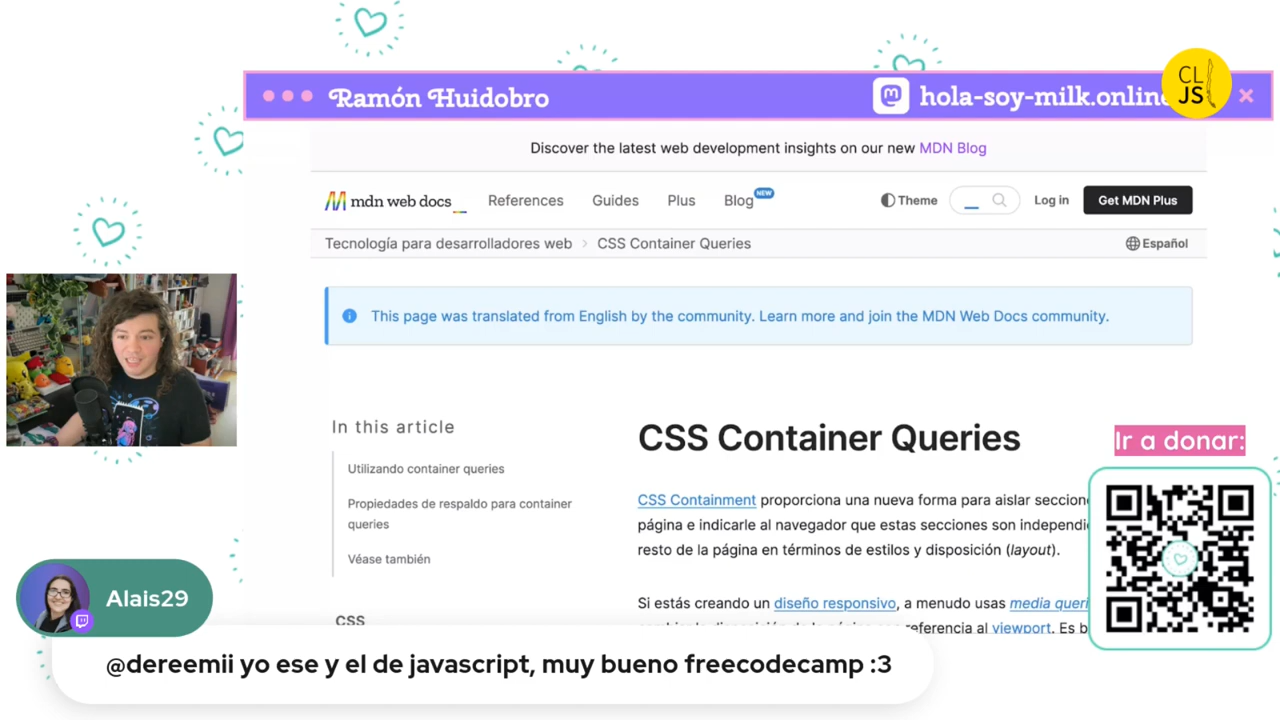 Ramón Huidobro
hola-soy-milk.online
CL
JS
Discover the latest web development insights on our new MDN Blog
mdn web docs
References
Guides
Plus
Blog
NEW
Theme
Log in
Get MDN Plus
Tecnología para desarrolladores web › CSS Container Queries
Español
This page was translated from English by the community. Learn more and join the MDN Web Docs community.
In this article
Utilizando container queries
Propiedades de respaldo para container
queries
Véase también
CSS
CSS Container Queries
CSS Containment proporciona una nueva forma para aislar
página e indicarle al navegador que estas secciones son
resto de la página en términos de estilos y disposición (layout).
Si estás creando un diseño responsivo, a menudo usas media
referencia al viewport. Es
Ir a donar:
Alais29
@dereemii yo ese y el de javascript, muy bueno freecodecamp :3